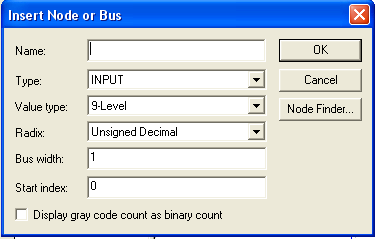 Insert Node or Bus
Name: OK
Type: INPUT Cancel
Value type: 9-Level Node Finder...
Radix: Unsigned Decimal
Bus width: 1
Start index: 0
Display gray code count as binary count